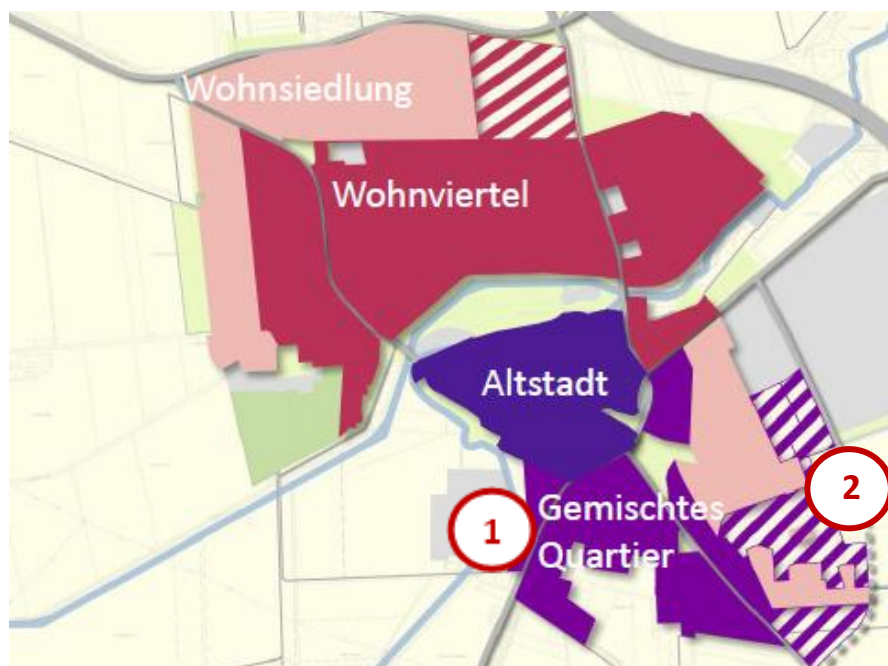 Wohnsiedlung
Wohnviertel
Altstadt
2
Gemischtes
1
Quartier